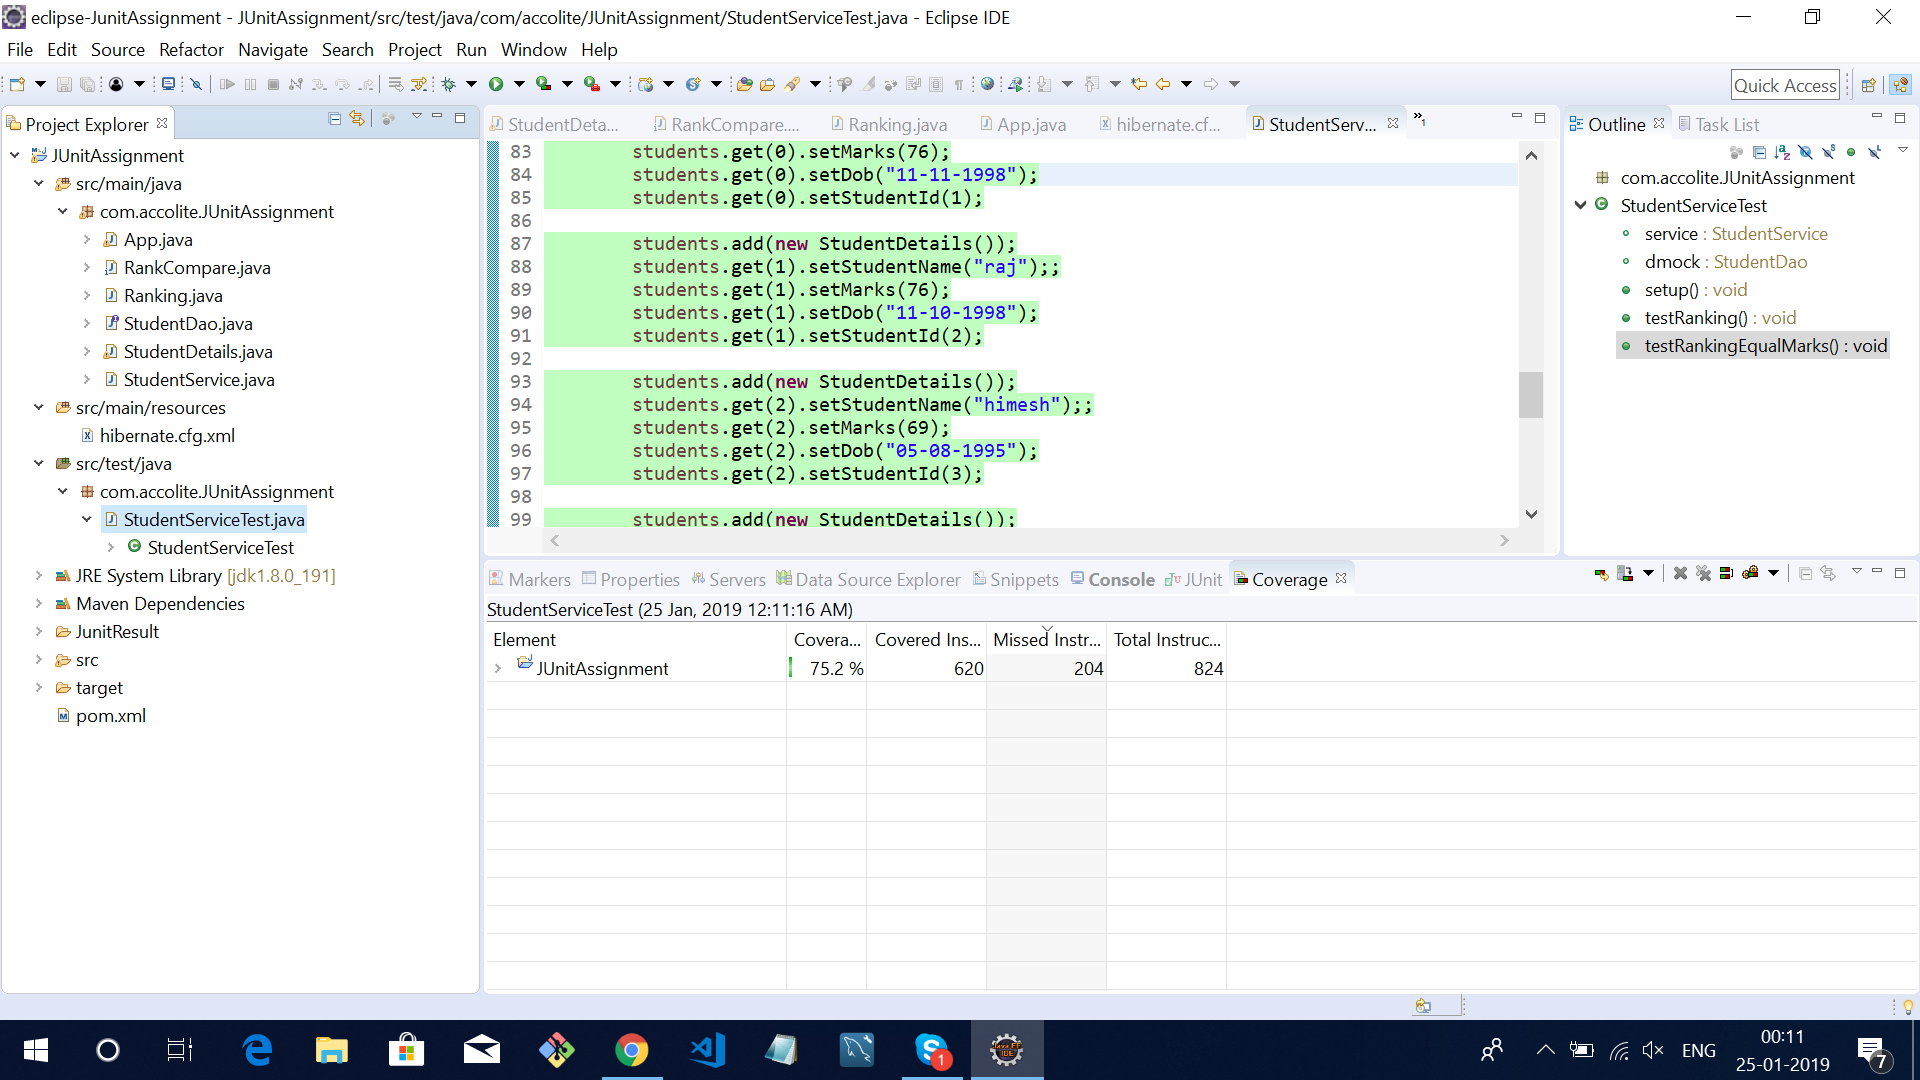 eclipse-JunitAssignment - JUnitAssignment/src/test/java/com/accolite/JUnitAssignment/StudentServiceTest.java - Eclipse IDE
File Edit Source Refactor Navigate Search Project Run Window Help
Quick Access
Project Explorer
JUnitAssignment
src/main/java
com.accolite.JUnitAssignment
App.java
RankCompare.java
Ranking.java
StudentDao.java
StudentDetails.java
StudentService.java
src/main/resources
hibernate.cfg.xml
src/test/java
com.accolite.JUnitAssignment
StudentServiceTest.java
StudentServiceTest
JRE System Library [jdk1.8.0_191]
Maven Dependencies
JunitResult
src
target
pom.xml
StudentDeta... RankCompare.... Ranking.java App.java hibernate.cf... StudentServ... »1
83 students.get(0).setMarks(76);
84 students.get(0).setDob("11-11-1998");
85 students.get(0).setStudentId(1);
86
87 students.add(new StudentDetails());
88 students.get(1).setStudentName("raj");;
89 students.get(1).setMarks(76);
90 students.get(1).setDob("11-10-1998");
91 students.get(1).setStudentId(2);
92
93 students.add(new StudentDetails());
94 students.get(2).setStudentName("himesh");;
95 students.get(2).setMarks(69);
96 students.get(2).setDob("05-08-1995");
97 students.get(2).setStudentId(3);
98
99 students.add(new StudentDetails());
Outline Task List
com.accolite.JUnitAssignment
StudentServiceTest
service : StudentService
dmock : StudentDao
setup() : void
testRanking() : void
testRankingEqualMarks() : void
Markers Properties Servers Data Source Explorer Snippets Console JUnit Coverage
StudentServiceTest (25 Jan, 2019 12:11:16 AM)
Element Covera... Covered Ins... Missed Instr... Total Instruc...
JUnitAssignment 75.2 % 620 204 824
1
Java EE
IDE
ENG
00:11
25-01-2019
7